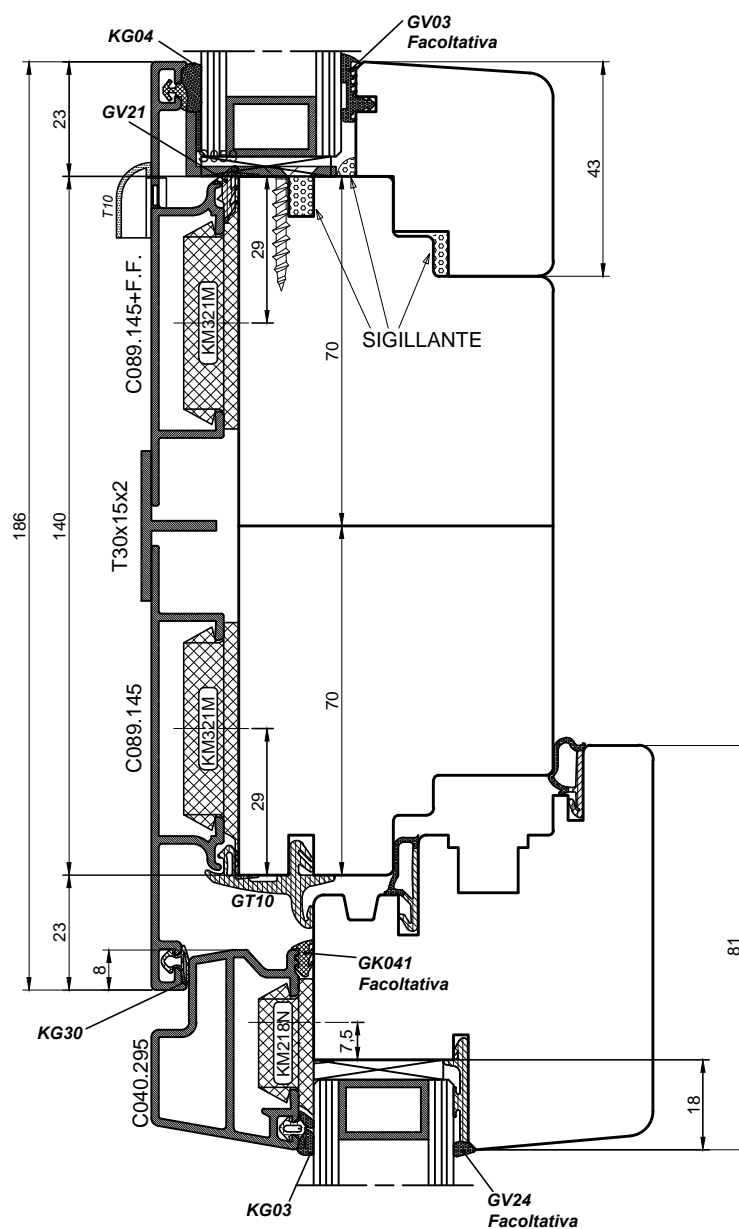 KG04
GV03
Facoltativa
GV21
S089
23
43
T10
29
KM321M
C089.145+F.F.
SIGILLANTE
70
186
140
T30x15x2
C089.145
KM321M
70
29
GT10
23
8
GK041
Facoltativa
KG30
KM218N
7,5
C040.295
81
18
KG03
GV24
Facoltativa